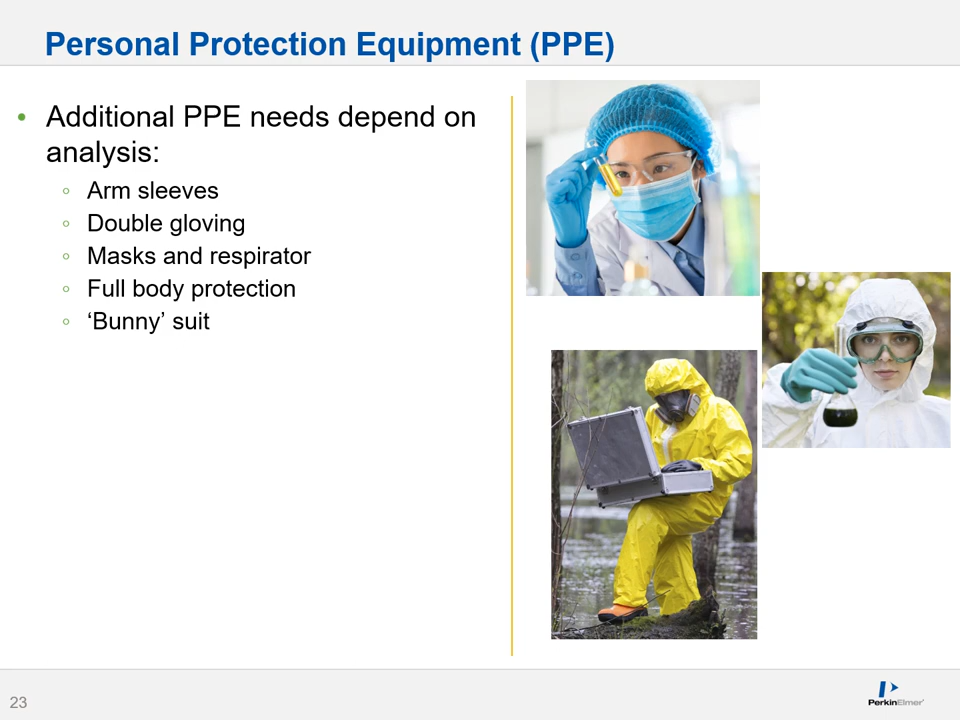 Personal Protection Equipment (PPE)
• Additional PPE needs depend on
analysis:
◦ Arm sleeves
◦ Double gloving
◦ Masks and respirator
◦ Full body protection
◦ ‘Bunny’ suit
23
PerkinElmer